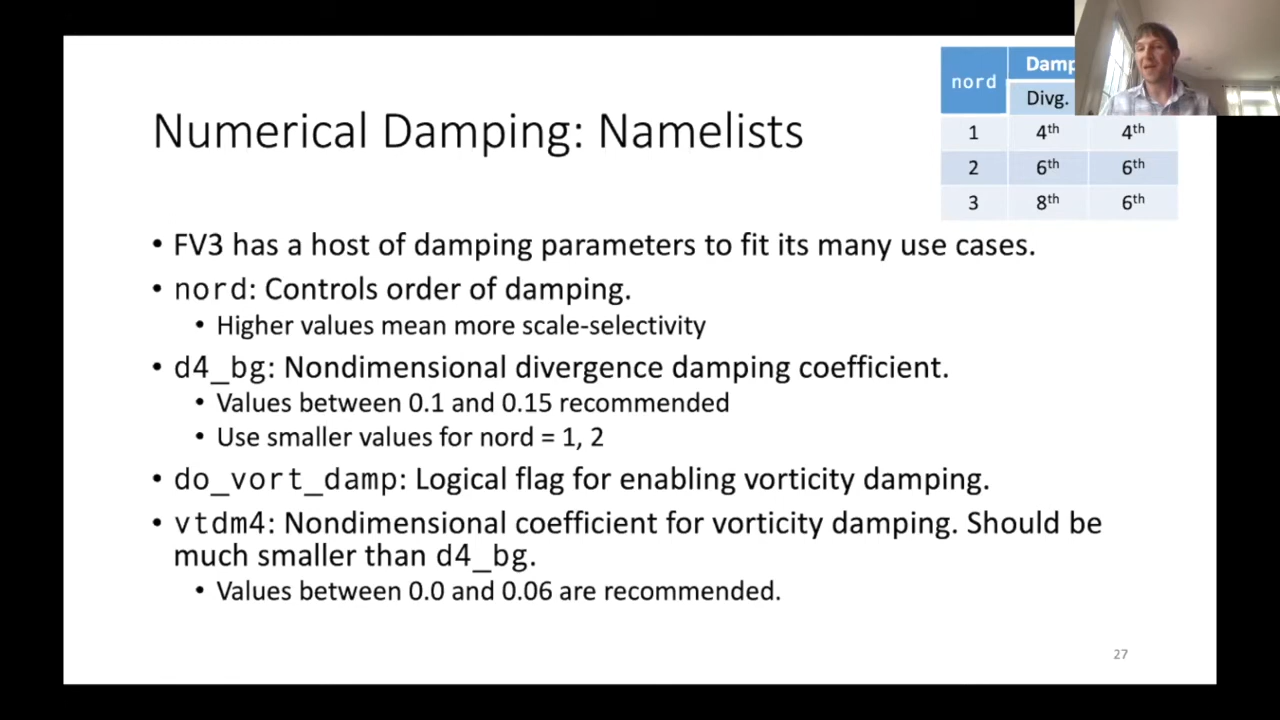 nord
Divg.
1 4th 4th
2 6th 6th
3 8th 6th
Numerical Damping: Namelists
• FV3 has a host of damping parameters to fit its many use cases.
• nord: Controls order of damping.
• Higher values mean more scale-selectivity
• d4_bg: Nondimensional divergence damping coefficient.
• Values between 0.1 and 0.15 recommended
• Use smaller values for nord = 1, 2
• do_vort_damp: Logical flag for enabling vorticity damping.
• vtdm4: Nondimensional coefficient for vorticity damping. Should be
much smaller than d4_bg.
• Values between 0.0 and 0.06 are recommended.
27